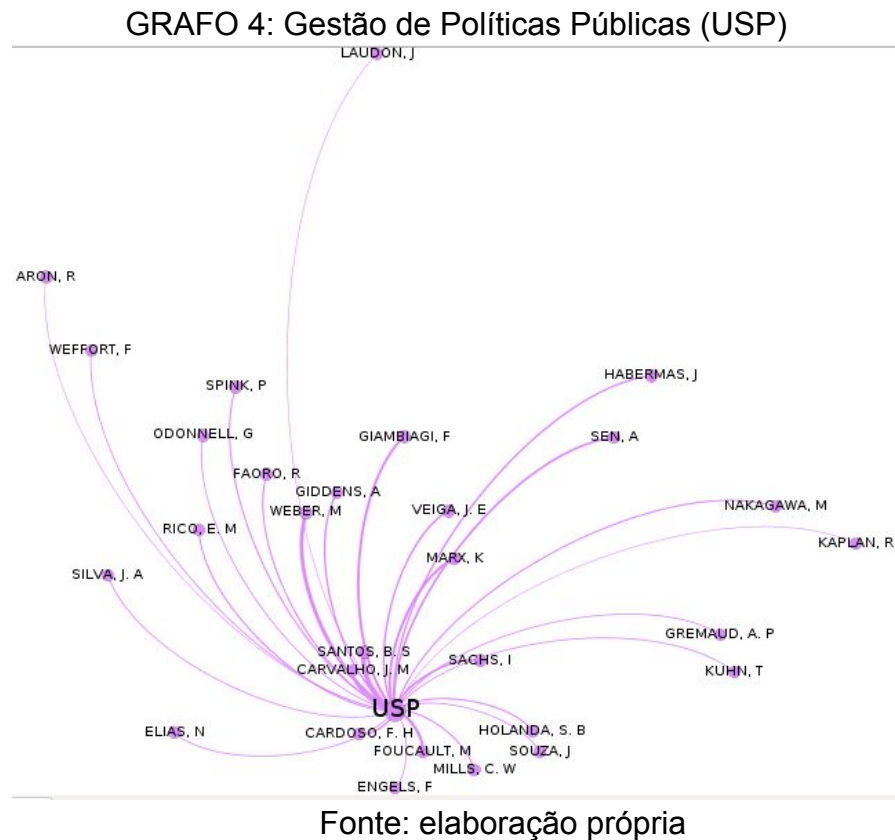 GRAFO 4: Gestão de Políticas Públicas (USP)
LAUDON, J
ARON, R
WEFFORT, F
HABERMAS, J
SPINK, P
ODONNELL, G
GIAMBIAGI, F
SEN, A
FAORO, R
GIDDENS, A
WEBER, M
VEIGA, J. E
NAKAGAWA, M
RICO, E. M
KAPLAN, R
MARX, K
SILVA, J. A
GREMAUD, A. P
SANTOS, B. S
SACHS, I
CARVALHO, J. M
KUHN, T
USP
ELIAS, N
CARDOSO, F. H
HOLANDA, S. B
FOUCAULT, M
SOUZA, J
MILLS, C. W
ENGELS, F
Fonte: elaboração própria